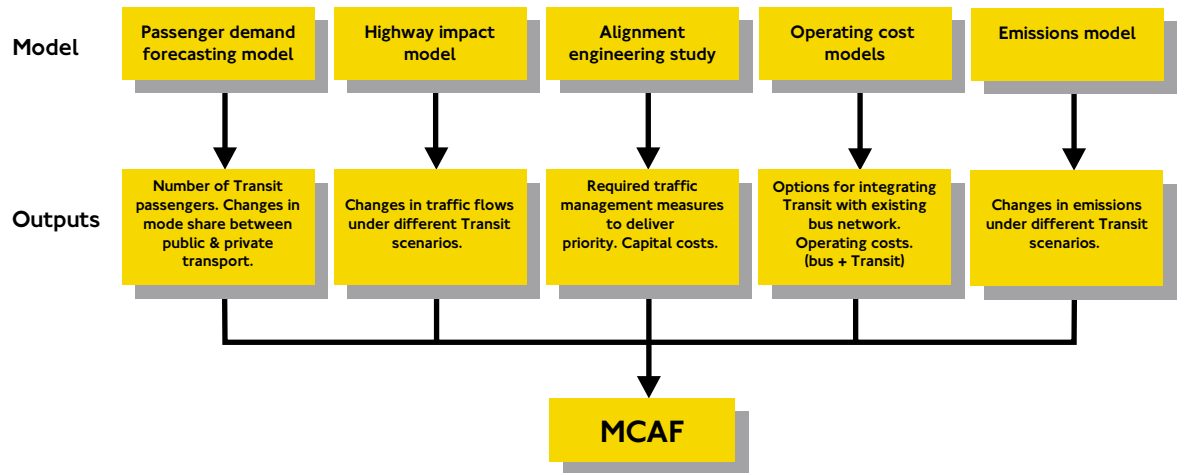 Model
Passenger demand
forecasting model
Highway impact
model
Alignment
engineering study
Operating cost
models
Emissions model
Outputs
Number of Transit
passengers. Changes in
mode share between
public & private
transport.
Changes in traffic flows
under different Transit
scenarios.
Required traffic
management measures
to deliver
priority. Capital costs.
Options for integrating
Transit with existing
bus network.
Operating costs.
(bus + Transit)
Changes in emissions
under different Transit
scenarios.
MCAF